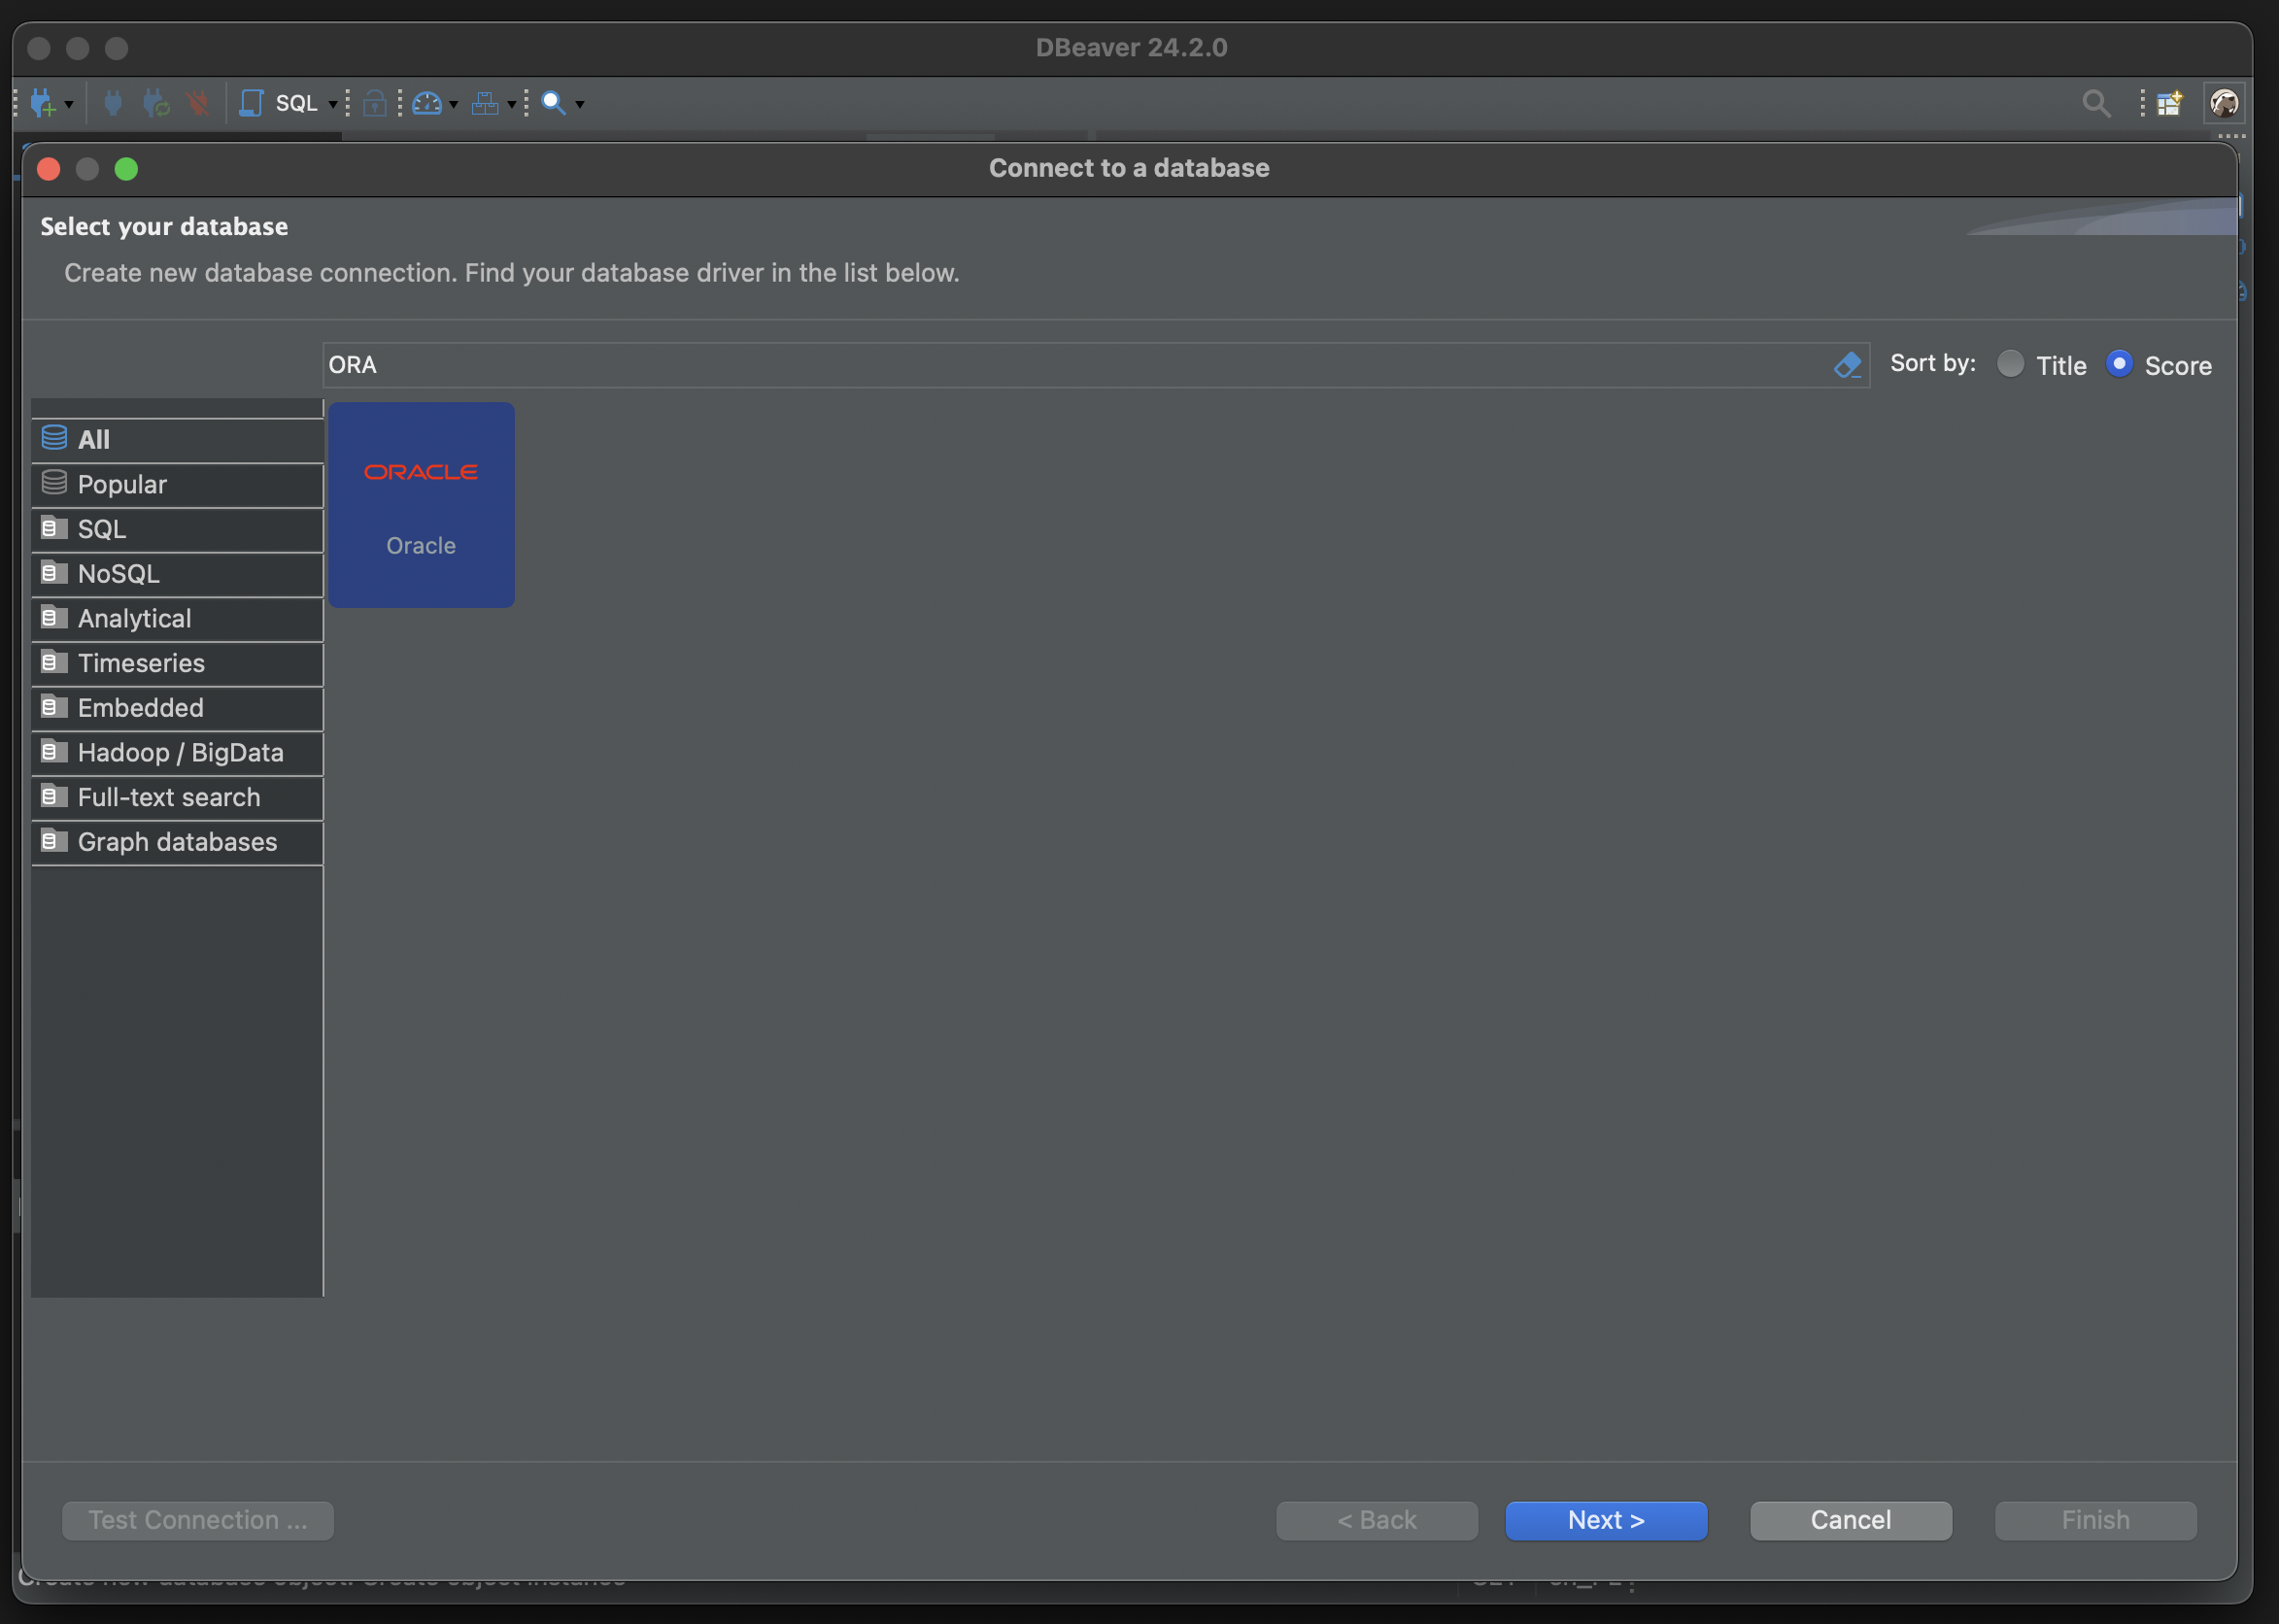 DBeaver 24.2.0
SQL
Connect to a database
Select your database
Create new database connection. Find your database driver in the list below.
ORA
Sort by: Title Score
All
Popular
SQL
NoSQL
Analytical
Timeseries
Embedded
Hadoop / BigData
Full-text search
Graph databases
ORACLE
Oracle
Test Connection ...
< Back
Next >
Cancel
Finish